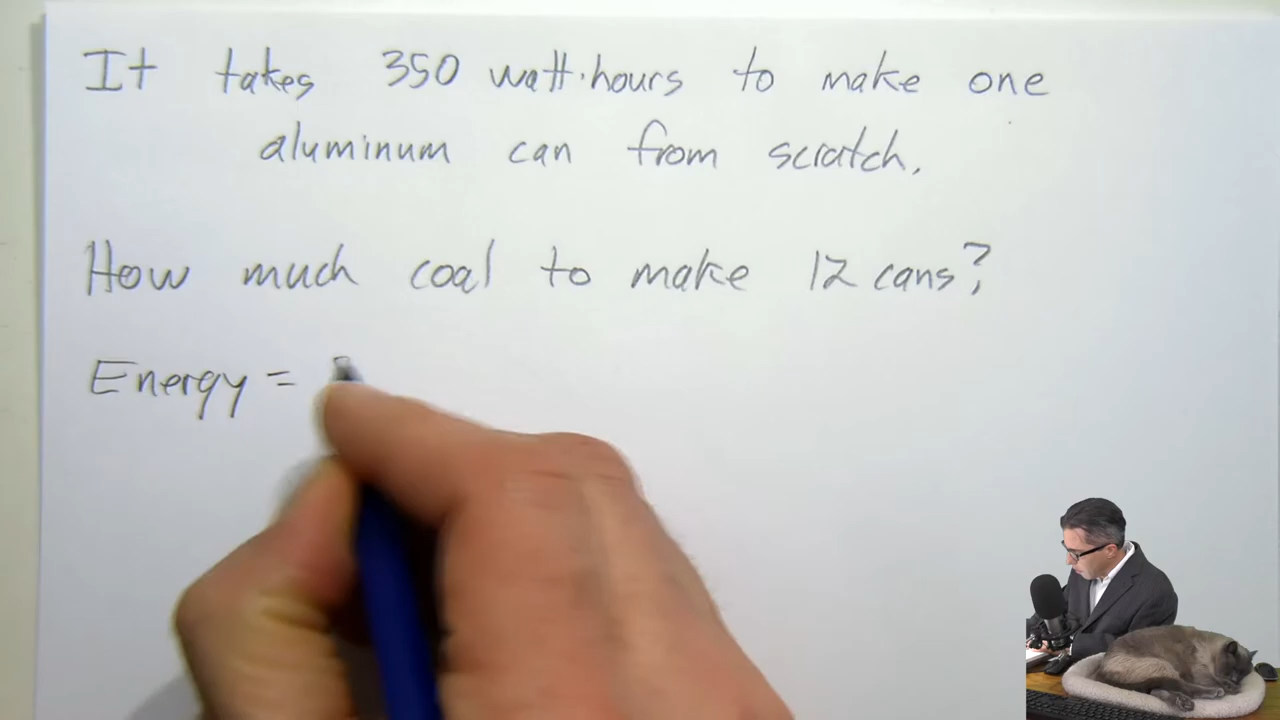 It takes 350 watt·hours to make one
aluminum can from scratch.
How much coal to make 12 cans?
Energy =